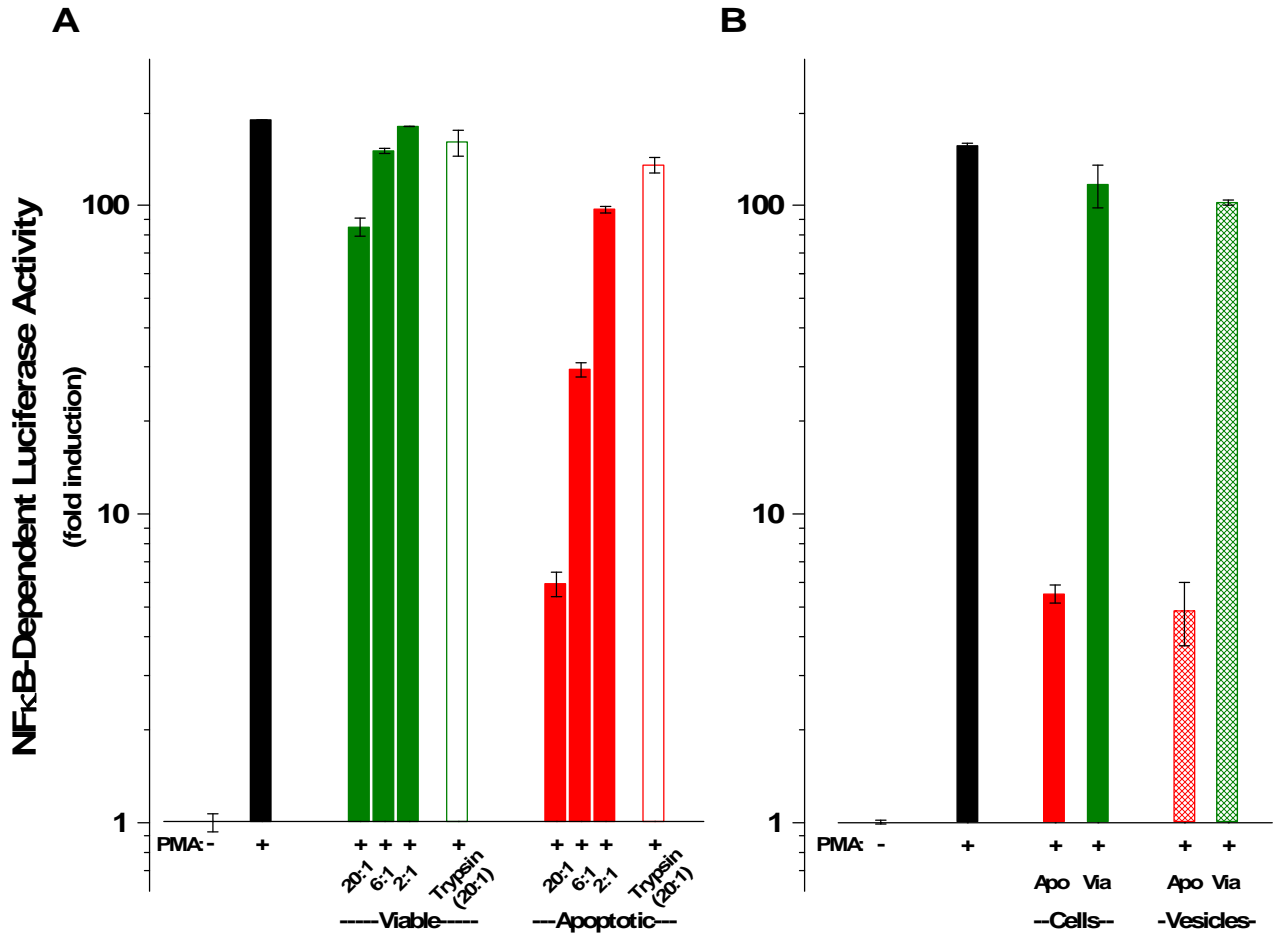 A
B
NFκB-Dependent Luciferase Activity
(fold induction)
100
10
1
100
10
1
PMA: - + + + + + + + + +
20:1 6:1 2:1 Trypsin (20:1) 20:1 6:1 2:1 Trypsin (20:1)
-----Viable----- ---Apoptotic---
- + + + + +
Apo Via Apo Via
--Cells-- -Vesicles-